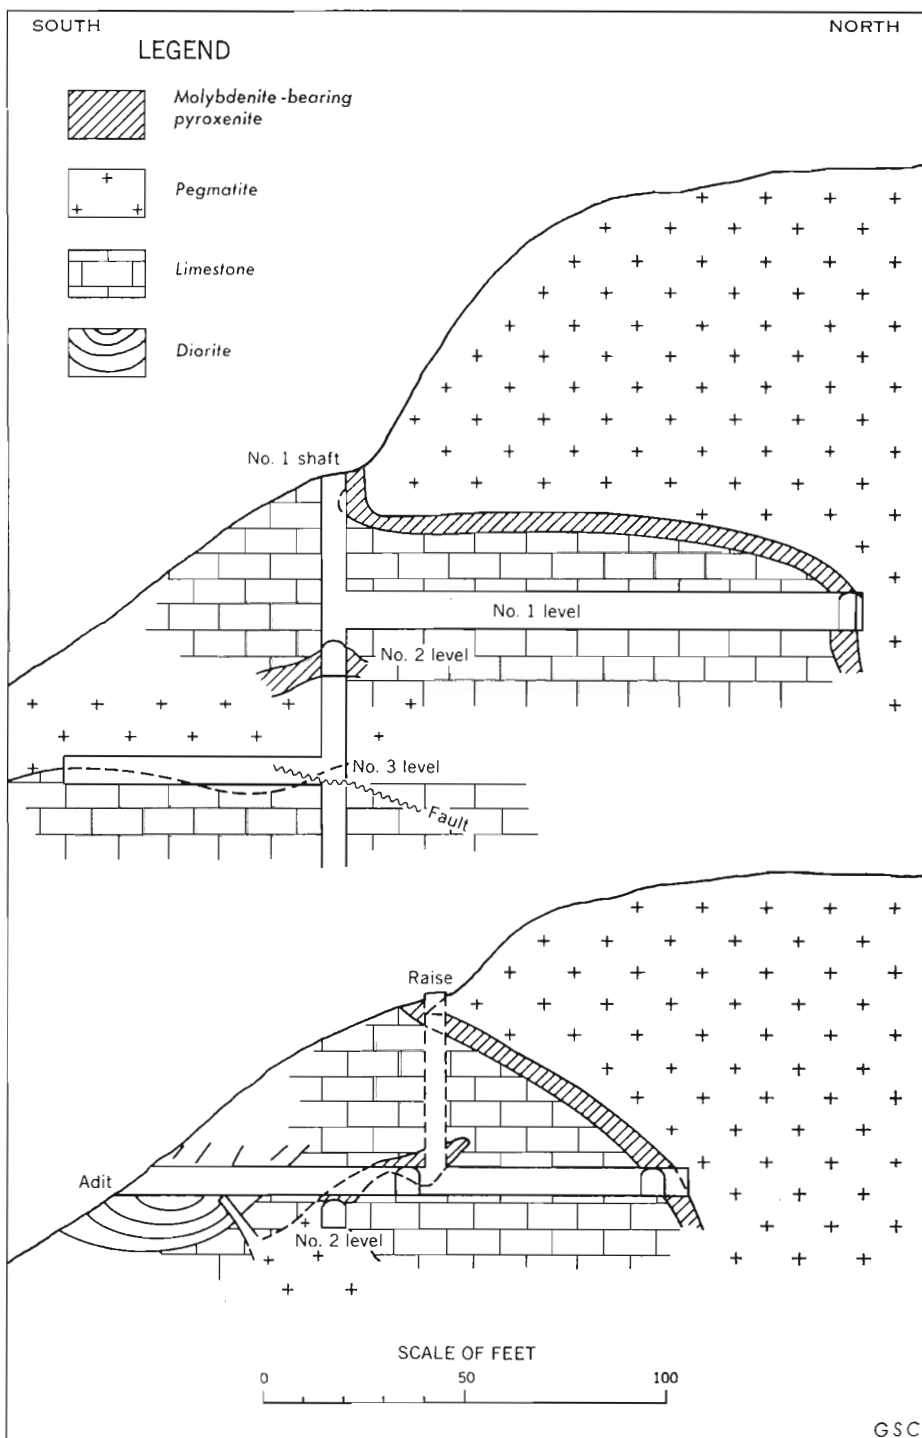 SOUTH
NORTH
LEGEND
Molybdenite-bearing
pyroxenite
Pegmatite
Limestone
Diorite
No. 1 shaft
No. 1 level
No. 2 level
No. 3 level
Fault
Raise
Adit
No. 2 level
SCALE OF FEET
0 50 100
GSC